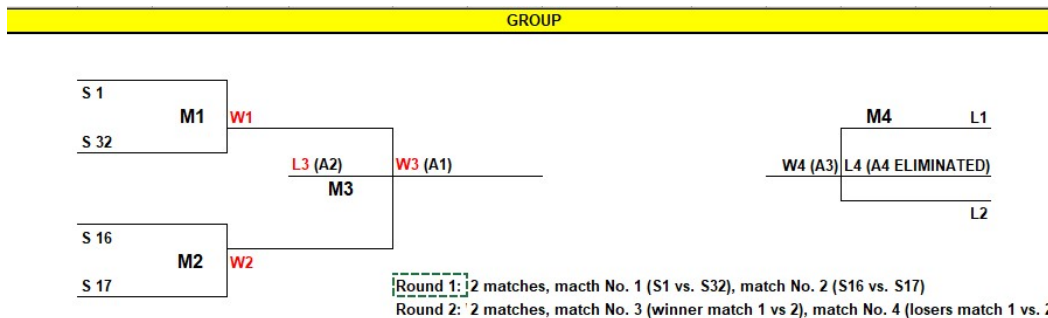 GROUP
S 1
M1
W1
S 32
L3 (A2)
W3 (A1)
M3
S 16
M2
W2
S 17
M4
L1
W4 (A3)
L4 (A4 ELIMINATED)
L2
Round 1: 2 matches, macth No. 1 (S1 vs. S32), match No. 2 (S16 vs. S17)
Round 2: 2 matches, match No. 3 (winner match 1 vs 2), match No. 4 (losers match 1 vs. 2